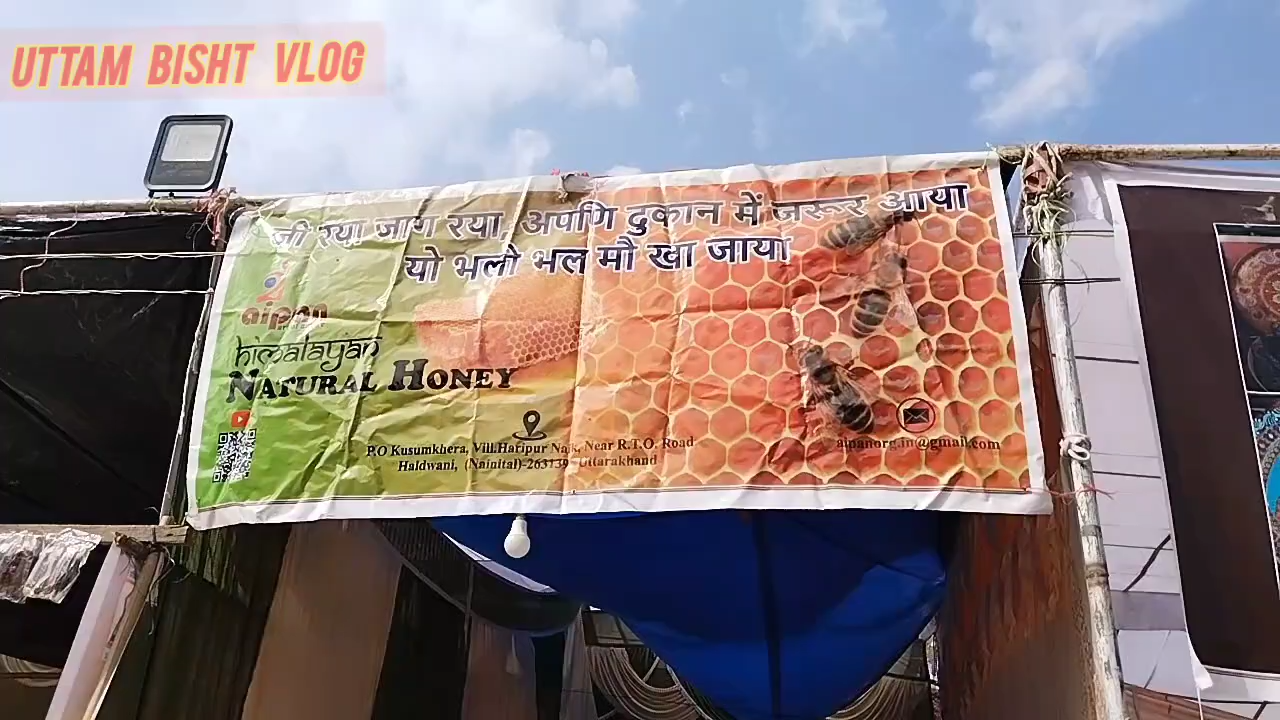 UTTAM BISHT VLOG
जी रया जाग रया, अपणि दुकान में जरूर आया
यो भलौ भल मौ खा जाया
aipan
himalayan
NATURAL HONEY
P.O Kusumkhera, Vill.Haripur Naik, Near R.T.O. Road
Haldwani, (Nainital)-263139 Uttarakhand
aipanorg.in@gmail.com